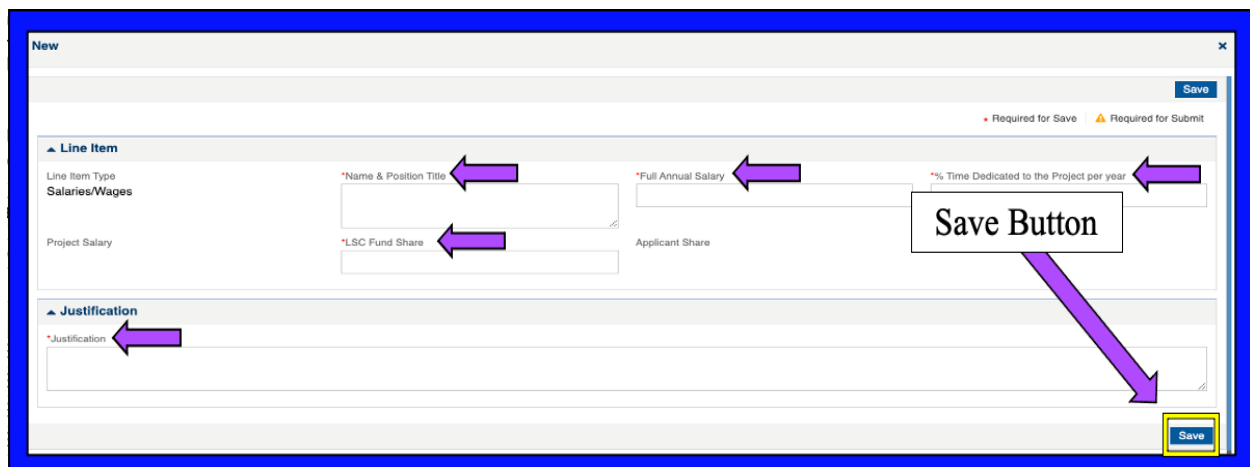 New ×
Save
• Required for Save Required for Submit
Line Item
Line Item Type *Name & Position Title *Full Annual Salary *% Time Dedicated to the Project per year
Salaries/Wages
Save Button
Project Salary *LSC Fund Share Applicant Share
Justification
*Justification
Save